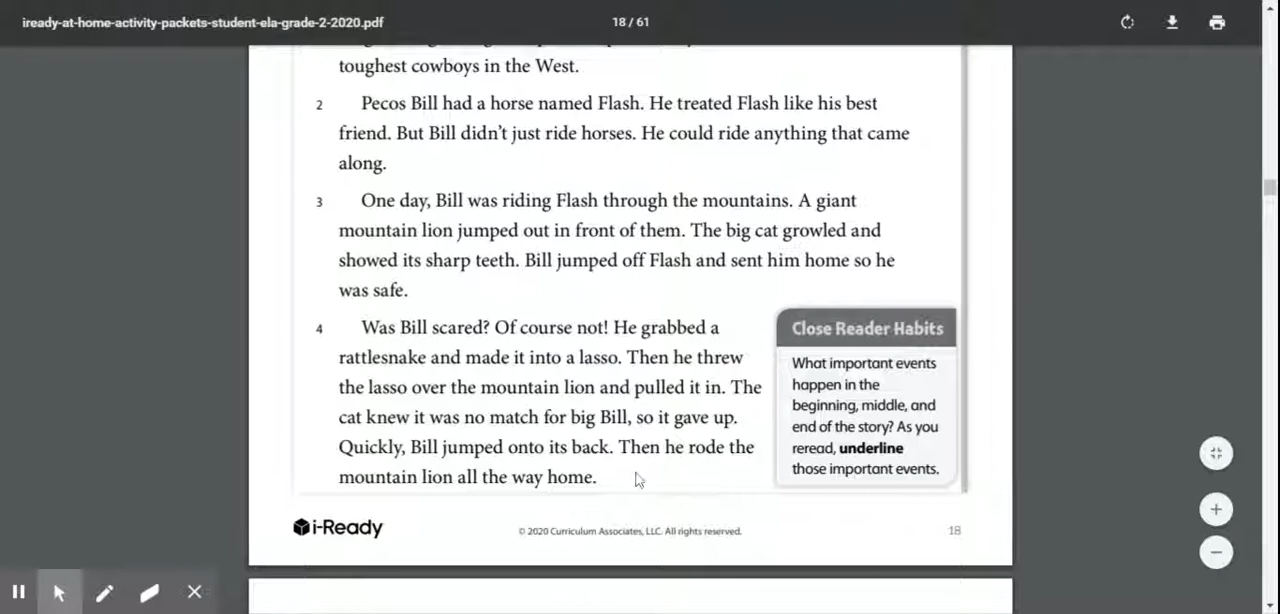 iready-at-home-activity-packets-student-ela-grade-2-2020.pdf
18 / 61
toughest cowboys in the West.
2 Pecos Bill had a horse named Flash. He treated Flash like his best
friend. But Bill didn't just ride horses. He could ride anything that came
along.
3 One day, Bill was riding Flash through the mountains. A giant
mountain lion jumped out in front of them. The big cat growled and
showed its sharp teeth. Bill jumped off Flash and sent him home so he
was safe.
4 Was Bill scared? Of course not! He grabbed a
rattlesnake and made it into a lasso. Then he threw
the lasso over the mountain lion and pulled it in. The
cat knew it was no match for big Bill, so it gave up.
Quickly, Bill jumped onto its back. Then he rode the
mountain lion all the way home.
Close Reader Habits
What important events
happen in the
beginning, middle, and
end of the story? As you
reread, underline
those important events.
i-Ready
© 2020 Curriculum Associates, LLC. All rights reserved.
18